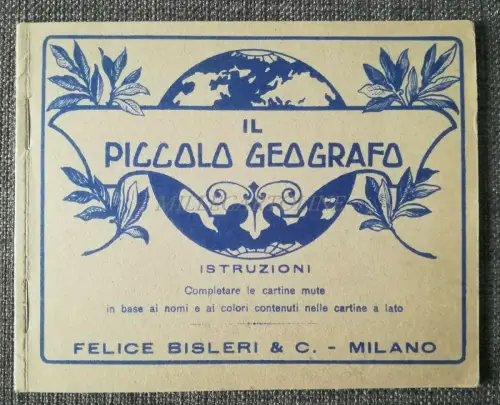 IL
PICCOLO GEOGRAFO
ISTRUZIONI
Completare le cartine mute
in base ai nomi e ai colori contenuti nelle cartine a lato
FELICE BISLERI & C. - MILANO